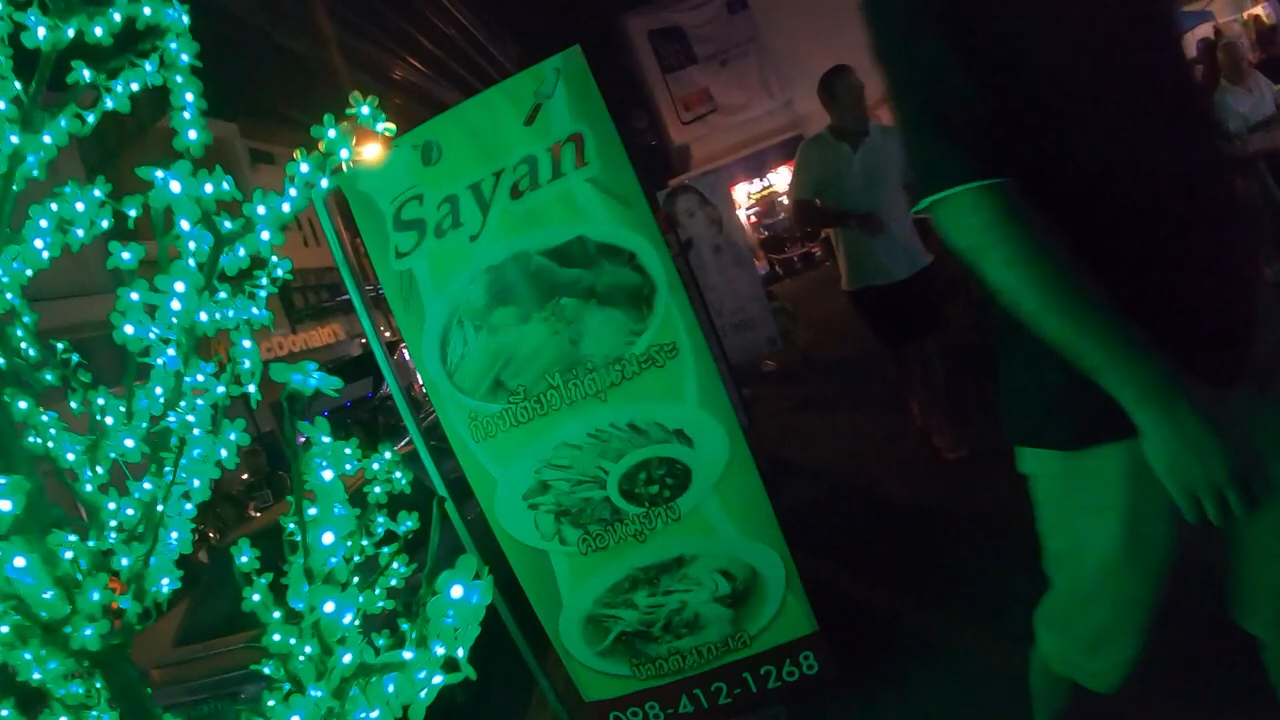 Sayan
ก๋วยเตี๋ยวไก่ตุ๋นมะระ
คอหมูย่าง
ข้าวต้มทะเล
098-412-1268
McDonald's